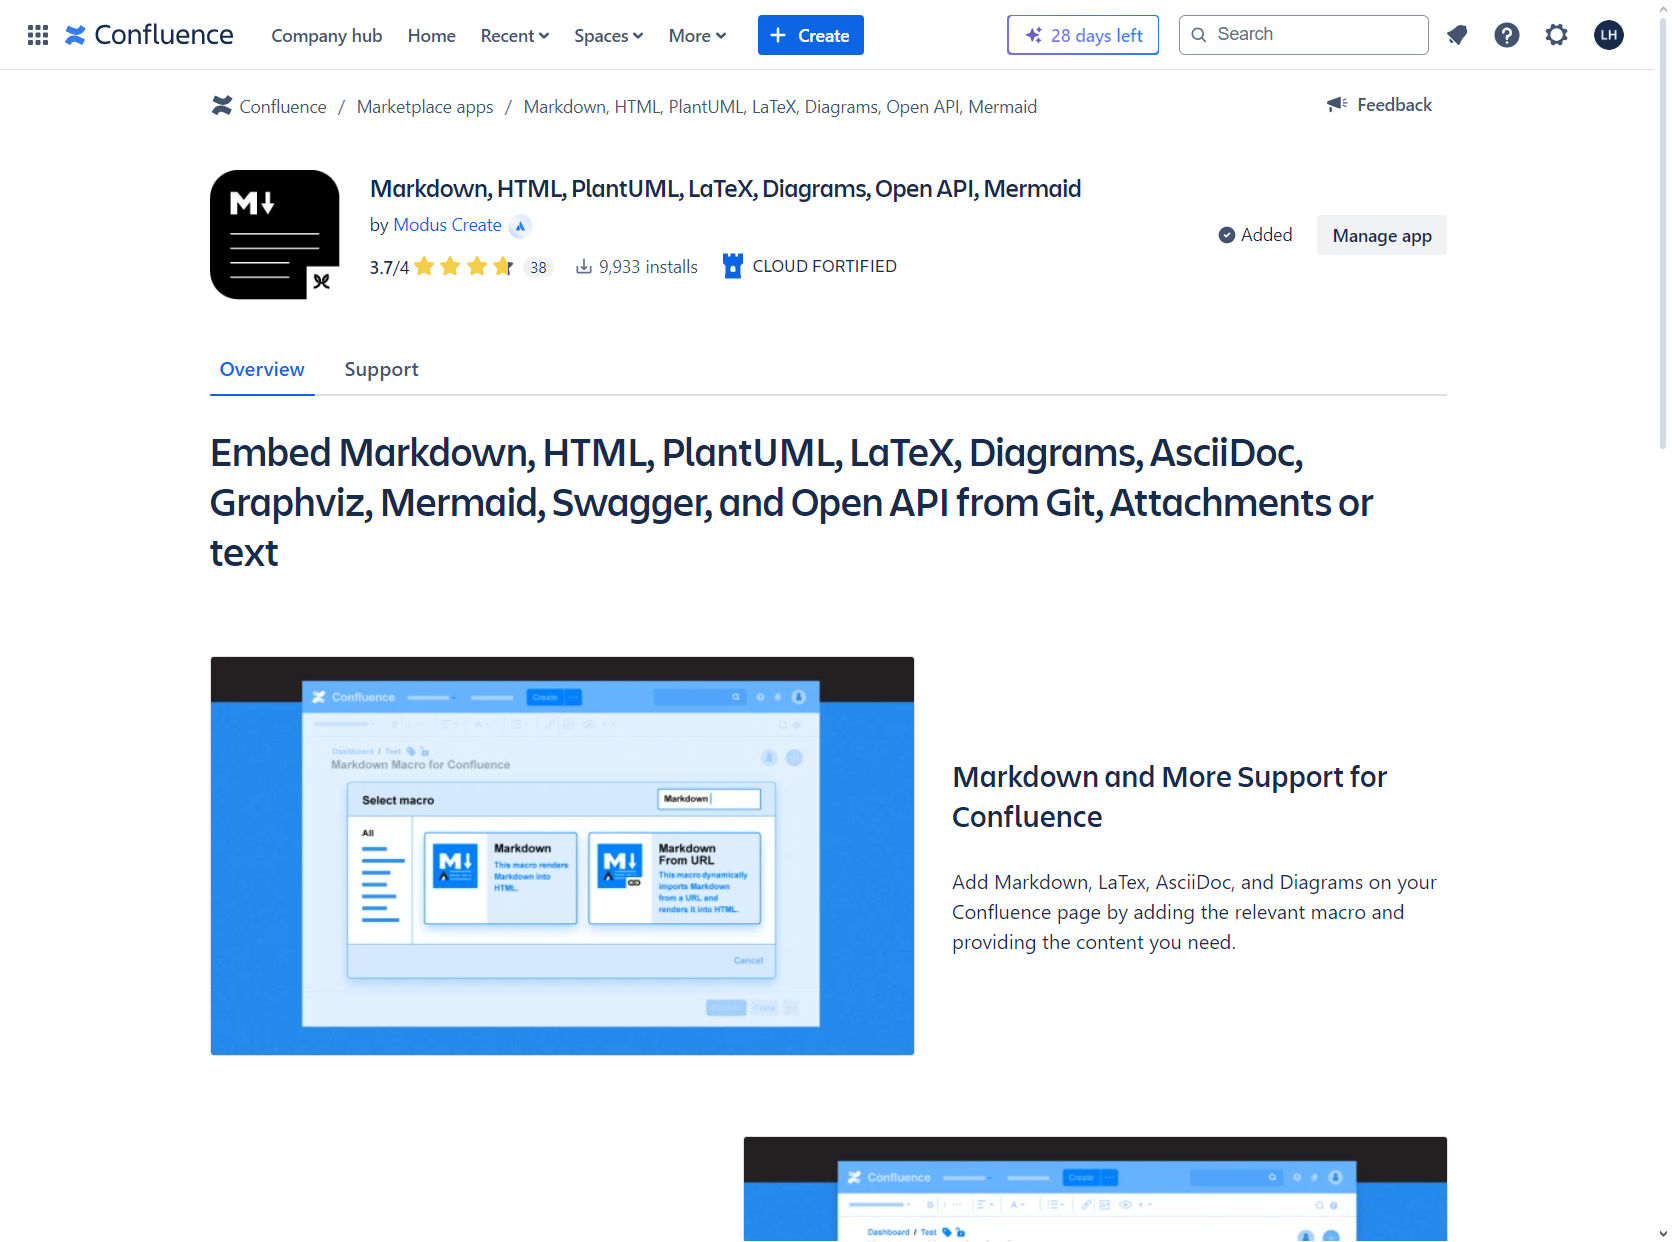 Confluence
Company hub
Home
Recent
Spaces
More
+ Create
28 days left
Search
LH
Confluence / Marketplace apps / Markdown, HTML, PlantUML, LaTeX, Diagrams, Open API, Mermaid
Feedback
M
Markdown, HTML, PlantUML, LaTeX, Diagrams, Open API, Mermaid
by Modus Create
3.7/4 38 9,933 installs CLOUD FORTIFIED
Added
Manage app
Overview
Support
Embed Markdown, HTML, PlantUML, LaTeX, Diagrams, AsciiDoc,
Graphviz, Mermaid, Swagger, and Open API from Git, Attachments or
text
Confluence
Create
Dashboard / Test
Markdown Macro for Confluence
Select macro
Markdown
All
M
Markdown
This macro renders
Markdown into
HTML.
M
Markdown
From URL
This macro dynamically
imports Markdown
from a URL and
renders it into HTML.
Cancel
Close
Markdown and More Support for
Confluence
Add Markdown, LaTex, AsciiDoc, and Diagrams on your
Confluence page by adding the relevant macro and
providing the content you need.
Confluence
Create
B I A
Dashboard / Test